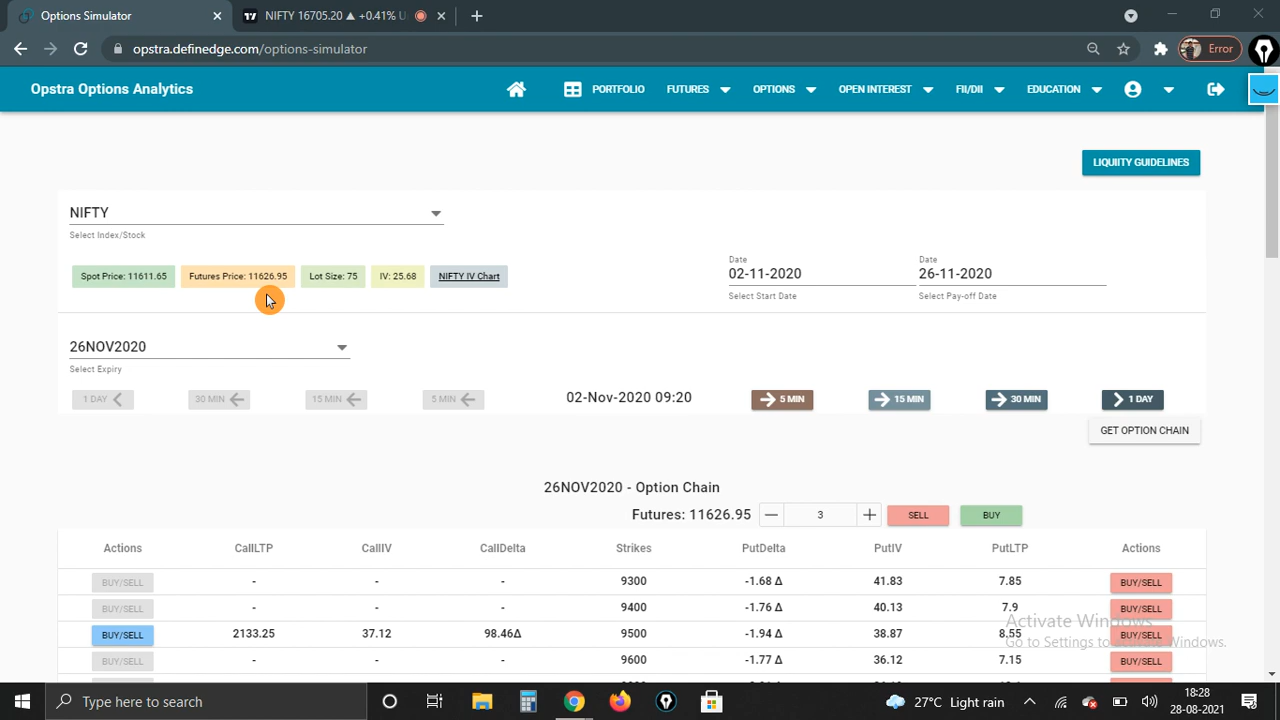 Options Simulator
NIFTY 16705.20 ▲ +0.41% U
opstra.definedge.com/options-simulator
Error
Opstra Options Analytics
PORTFOLIO FUTURES OPTIONS OPEN INTEREST FII/DII EDUCATION
LIQUIITY GUIDELINES
NIFTY
Select Index/Stock
Spot Price: 11611.65 Futures Price: 11626.95 Lot Size: 75 IV: 25.68 NIFTY IV Chart
Date Date
02-11-2020 26-11-2020
Select Start Date Select Pay-off Date
26NOV2020
Select Expiry
1 DAY 30 MIN 15 MIN 5 MIN 02-Nov-2020 09:20 5 MIN 15 MIN 30 MIN 1 DAY
GET OPTION CHAIN
26NOV2020 - Option Chain
Futures: 11626.95 — 3 + SELL BUY
Actions CallLTP CallIV CallDelta Strikes PutDelta PutIV PutLTP Actions
BUY/SELL - - - 9300 -1.68 Δ 41.83 7.85 BUY/SELL
BUY/SELL - - - 9400 -1.76 Δ 40.13 7.9 BUY/SELL
BUY/SELL 2133.25 37.12 98.46Δ 9500 -1.94 Δ 38.87 8.55 BUY/SELL
BUY/SELL - - - 9600 -1.77 Δ 36.12 7.15 BUY/SELL
Activate Windows
Go to Settings to activate Windows.
Type here to search
27°C Light rain
18:28
28-08-2021